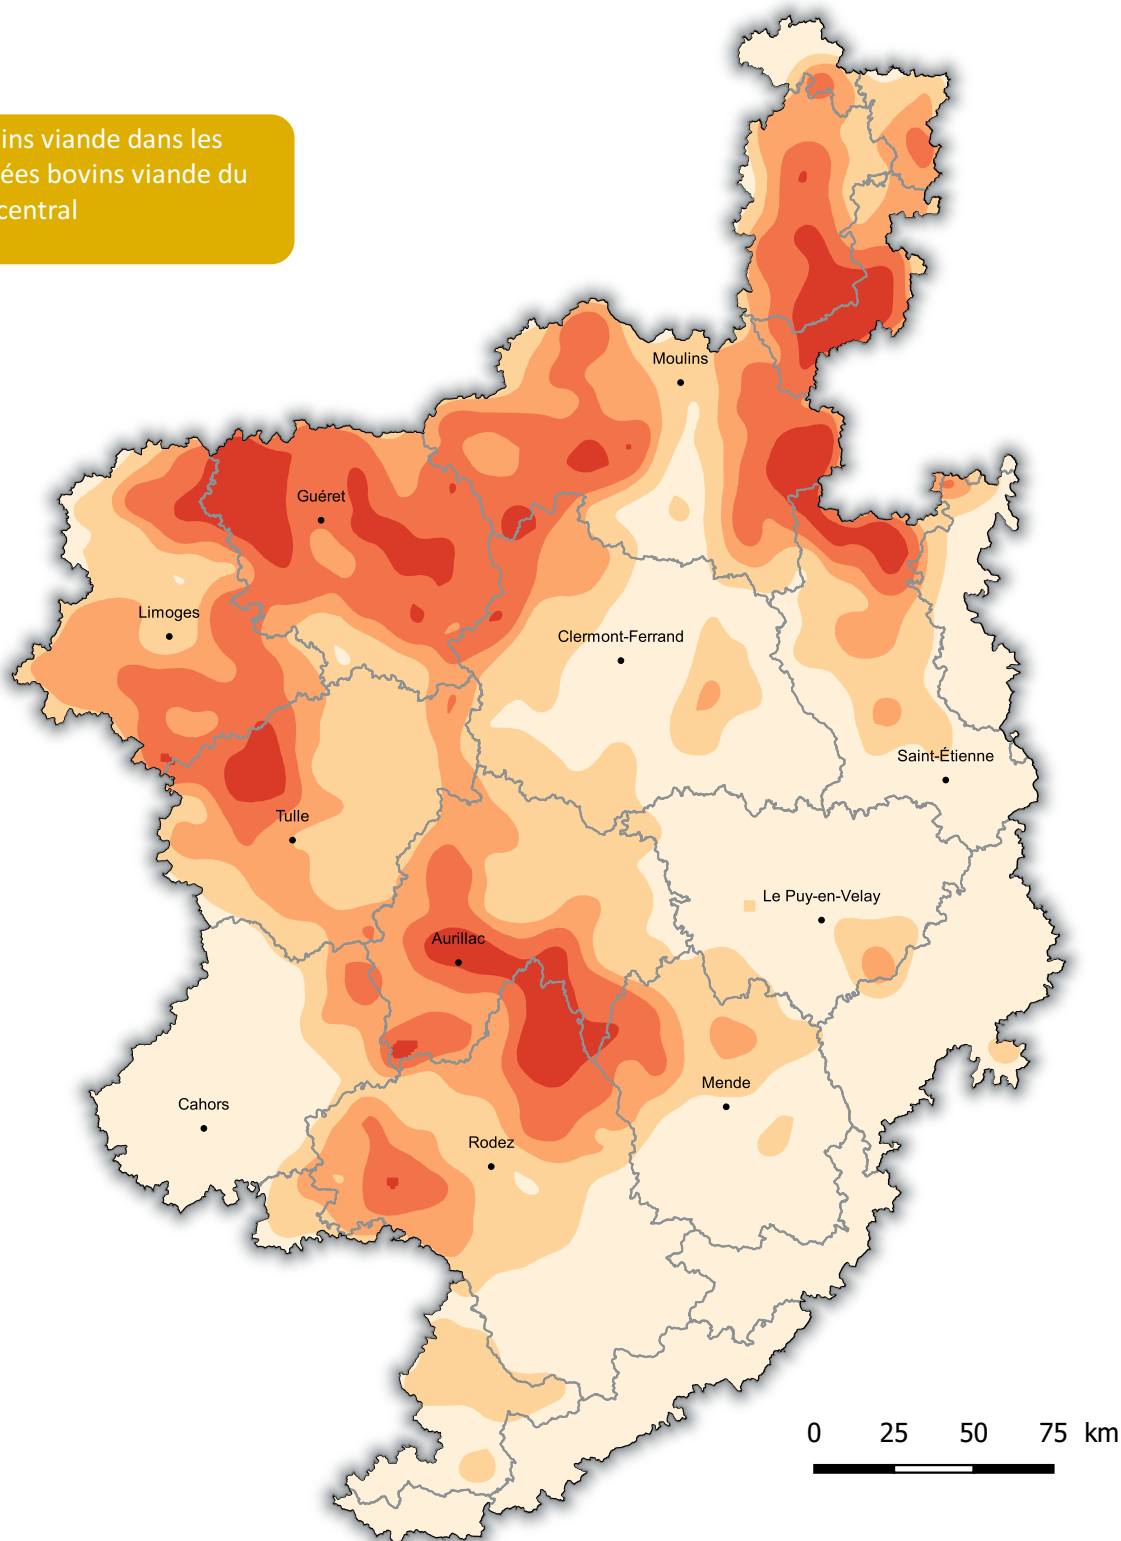 ins viande dans les
ées bovins viande du
central
Moulins
Guéret
Limoges
Clermont-Ferrand
Saint-Étienne
Tulle
Le Puy-en-Velay
Aurillac
Mende
Cahors
Rodez
0 25 50 75 km